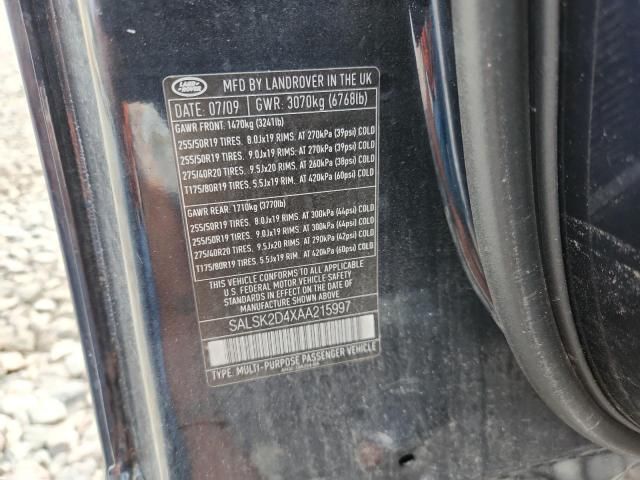 LAND ROVER
MFD BY LANDROVER IN THE UK
DATE: 07/09 GWR: 3070kg (6768lb)
GAWR FRONT: 1470kg (3241lb)
255/50R19 TIRES. 8.0Jx19 RIMS. AT 270kPa (39psi) COLD
255/50R19 TIRES. 9.0Jx19 RIMS. AT 270kPa (39psi) COLD
275/40R20 TIRES. 9.5Jx20 RIMS. AT 260kPa (38psi) COLD
T175/80R19 TIRES. 5.5Jx19 RIM. AT 420kPa (60psi) COLD
GAWR REAR: 1710kg (3770lb)
255/50R19 TIRES. 8.0Jx19 RIMS. AT 300kPa (44psi) COLD
255/50R19 TIRES. 9.0Jx19 RIMS. AT 300kPa (44psi) COLD
275/40R20 TIRES. 9.5Jx20 RIMS. AT 290kPa (42psi) COLD
T175/80R19 TIRES. 5.5Jx19 RIM. AT 420kPa (60psi) COLD
THIS VEHICLE CONFORMS TO ALL APPLICABLE
U.S. FEDERAL MOTOR VEHICLE SAFETY
STANDARDS IN EFFECT ON THE DATE OF
MANUFACTURE SHOWN ABOVE
SALSK2D4XAA215997
TYPE: MULTI-PURPOSE PASSENGER VEHICLE